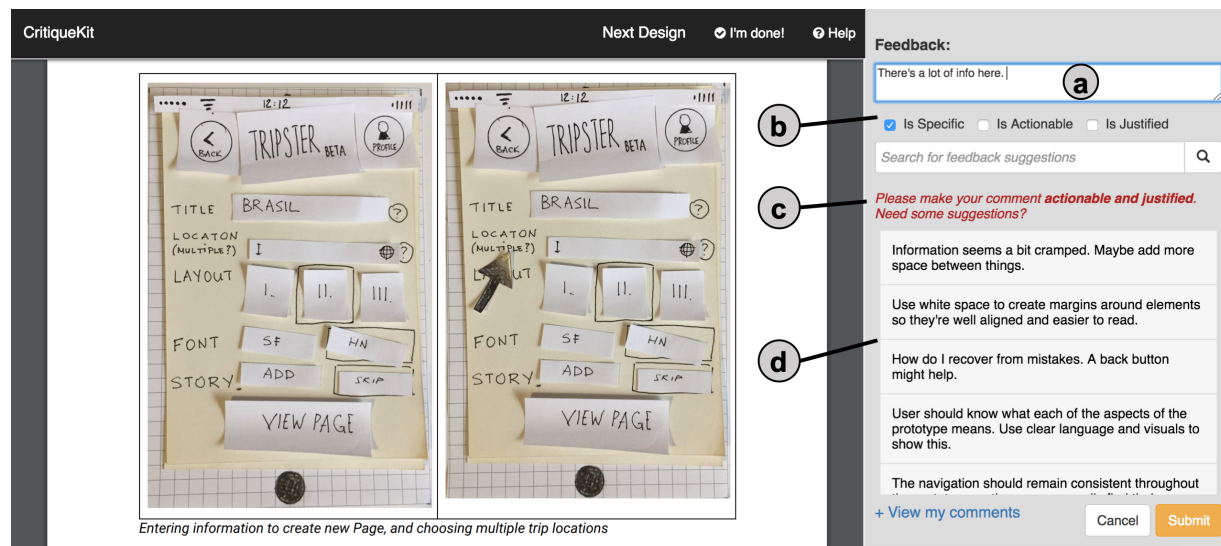 CritiqueKit
Next Design
I'm done!
Help
12:12
BACK
TRIPSTER BETA
PROFILE
TITLE BRASIL ?
LOCATON
(MULTIPLE?) I ?
LAYOUT I. II. III.
FONT SF HN
STORY. ADD SKIP
VIEW PAGE
12:12
BACK
TRIPSTER BETA
PROFILE
TITLE BRASIL ?
LOCATON
(MULTIPLE?) I ?
LAYOUT I. II. III.
FONT SF HN
STORY. ADD SKIP
VIEW PAGE
Entering information to create new Page, and choosing multiple trip locations
Feedback:
There's a lot of info here.
a
b
Is Specific Is Actionable Is Justified
Search for feedback suggestions
c
Please make your comment actionable and justified.
Need some suggestions?
Information seems a bit cramped. Maybe add more
space between things.
Use white space to create margins around elements
so they're well aligned and easier to read.
d
How do I recover from mistakes. A back button
might help.
User should know what each of the aspects of the
prototype means. Use clear language and visuals to
show this.
The navigation should remain consistent throughout
+ View my comments
Cancel
Submit